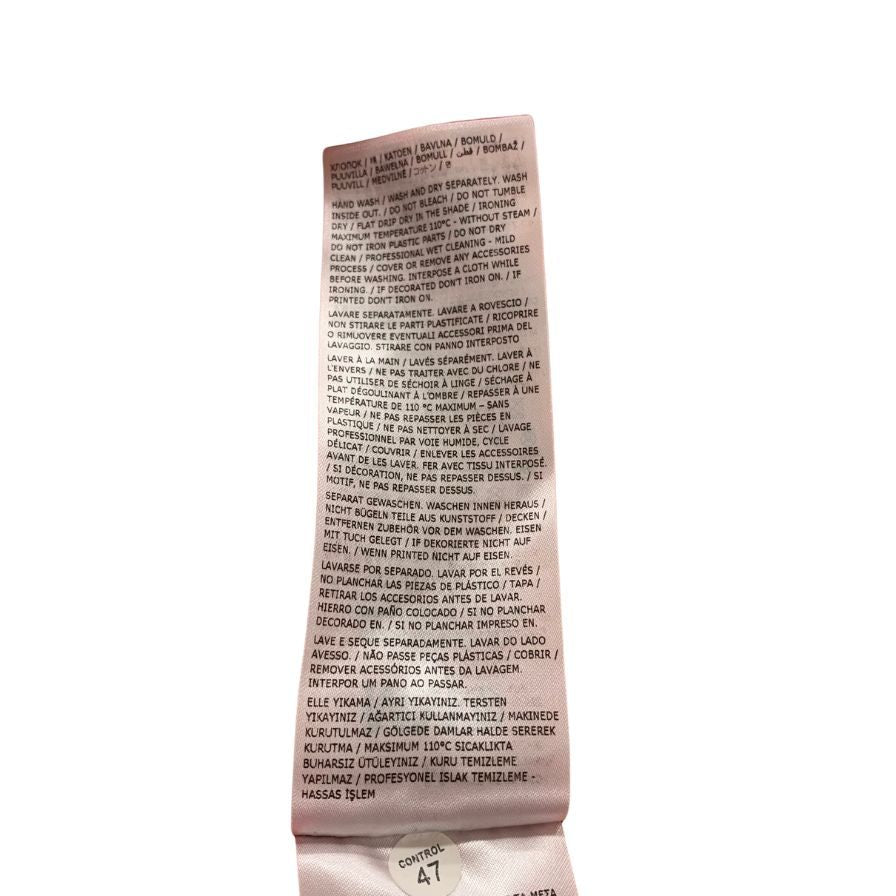 ХЛОПОК / 棉 / KATOEN / BAVLNA / BOMULD /
PUUVILLA / BAWEŁNA / BOMULL / قطن / BOMBAŽ /
PUUVILL / MEDVILNĖ / コットン / 면
HAND WASH / WASH AND DRY SEPARATELY. WASH
INSIDE OUT. / DO NOT BLEACH / DO NOT TUMBLE
DRY / FLAT DRIP DRY IN THE SHADE / IRONING
MAXIMUM TEMPERATURE 110°C - WITHOUT STEAM /
DO NOT IRON PLASTIC PARTS / DO NOT DRY
CLEAN / PROFESSIONAL WET CLEANING - MILD
PROCESS / COVER OR REMOVE ANY ACCESSORIES
BEFORE WASHING. INTERPOSE A CLOTH WHILE
IRONING. / IF DECORATED DON'T IRON ON. / IF
PRINTED DON'T IRON ON.
LAVARE SEPARATAMENTE. LAVARE A ROVESCIO /
NON STIRARE LE PARTI PLASTIFICATE / RICOPRIRE
O RIMUOVERE EVENTUALI ACCESSORI PRIMA DEL
LAVAGGIO. STIRARE CON PANNO INTERPOSTO
LAVER À LA MAIN / LAVÉS SÉPARÉMENT. LAVER À
L'ENVERS / NE PAS TRAITER AVEC DU CHLORE / NE
PAS UTILISER DE SÉCHOIR À LINGE / SÉCHAGE À
PLAT DÉGOULINANT À L'OMBRE / REPASSER À UNE
TEMPÉRATURE DE 110 °C MAXIMUM – SANS
VAPEUR / NE PAS REPASSER LES PIÈCES EN
PLASTIQUE / NE PAS NETTOYER À SEC / LAVAGE
PROFESSIONNEL PAR VOIE HUMIDE, CYCLE
DÉLICAT / COUVRIR / ENLEVER LES ACCESSOIRES
AVANT DE LES LAVER. FER AVEC TISSU INTERPOSÉ.
/ SI DÉCORATION, NE PAS REPASSER DESSUS. / SI
MOTIF, NE PAS REPASSER DESSUS.
SEPARAT GEWASCHEN. WASCHEN INNEN HERAUS /
NICHT BÜGELN TEILE AUS KUNSTSTOFF / DECKEN /
ENTFERNEN ZUBEHÖR VOR DEM WASCHEN. EISEN
MIT TUCH GELEGT / IF DEKORIERTE NICHT AUF
EISEN. / WENN PRINTED NICHT AUF EISEN.
LAVARSE POR SEPARADO. LAVAR POR EL REVÉS /
NO PLANCHAR LAS PIEZAS DE PLÁSTICO / TAPA /
RETIRAR LOS ACCESORIOS ANTES DE LAVAR.
HIERRO CON PAÑO COLOCADO / SI NO PLANCHAR
DECORADO EN. / SI NO PLANCHAR IMPRESO EN.
LAVE E SEQUE SEPARADAMENTE. LAVAR DO LADO
AVESSO. / NÃO PASSE PEÇAS PLÁSTICAS / COBRIR /
REMOVER ACESSÓRIOS ANTES DA LAVAGEM.
INTERPOR UM PANO AO PASSAR.
ELLE YIKAMA / AYRI YIKAYINIZ. TERSTEN
YIKAYINIZ / AĞARTICI KULLANMAYINIZ / MAKINEDE
KURUTULMAZ / GÖLGEDE DAMLAR HALDE SEREREK
KURUTMA / MAKSIMUM 110°C SICAKLIKTA
BUHARSIZ ÜTÜLEYINIZ / KURU TEMIZLEME
YAPILMAZ / PROFESYONEL ISLAK TEMIZLEME -
HASSAS İŞLEM
CONTROL
47
META